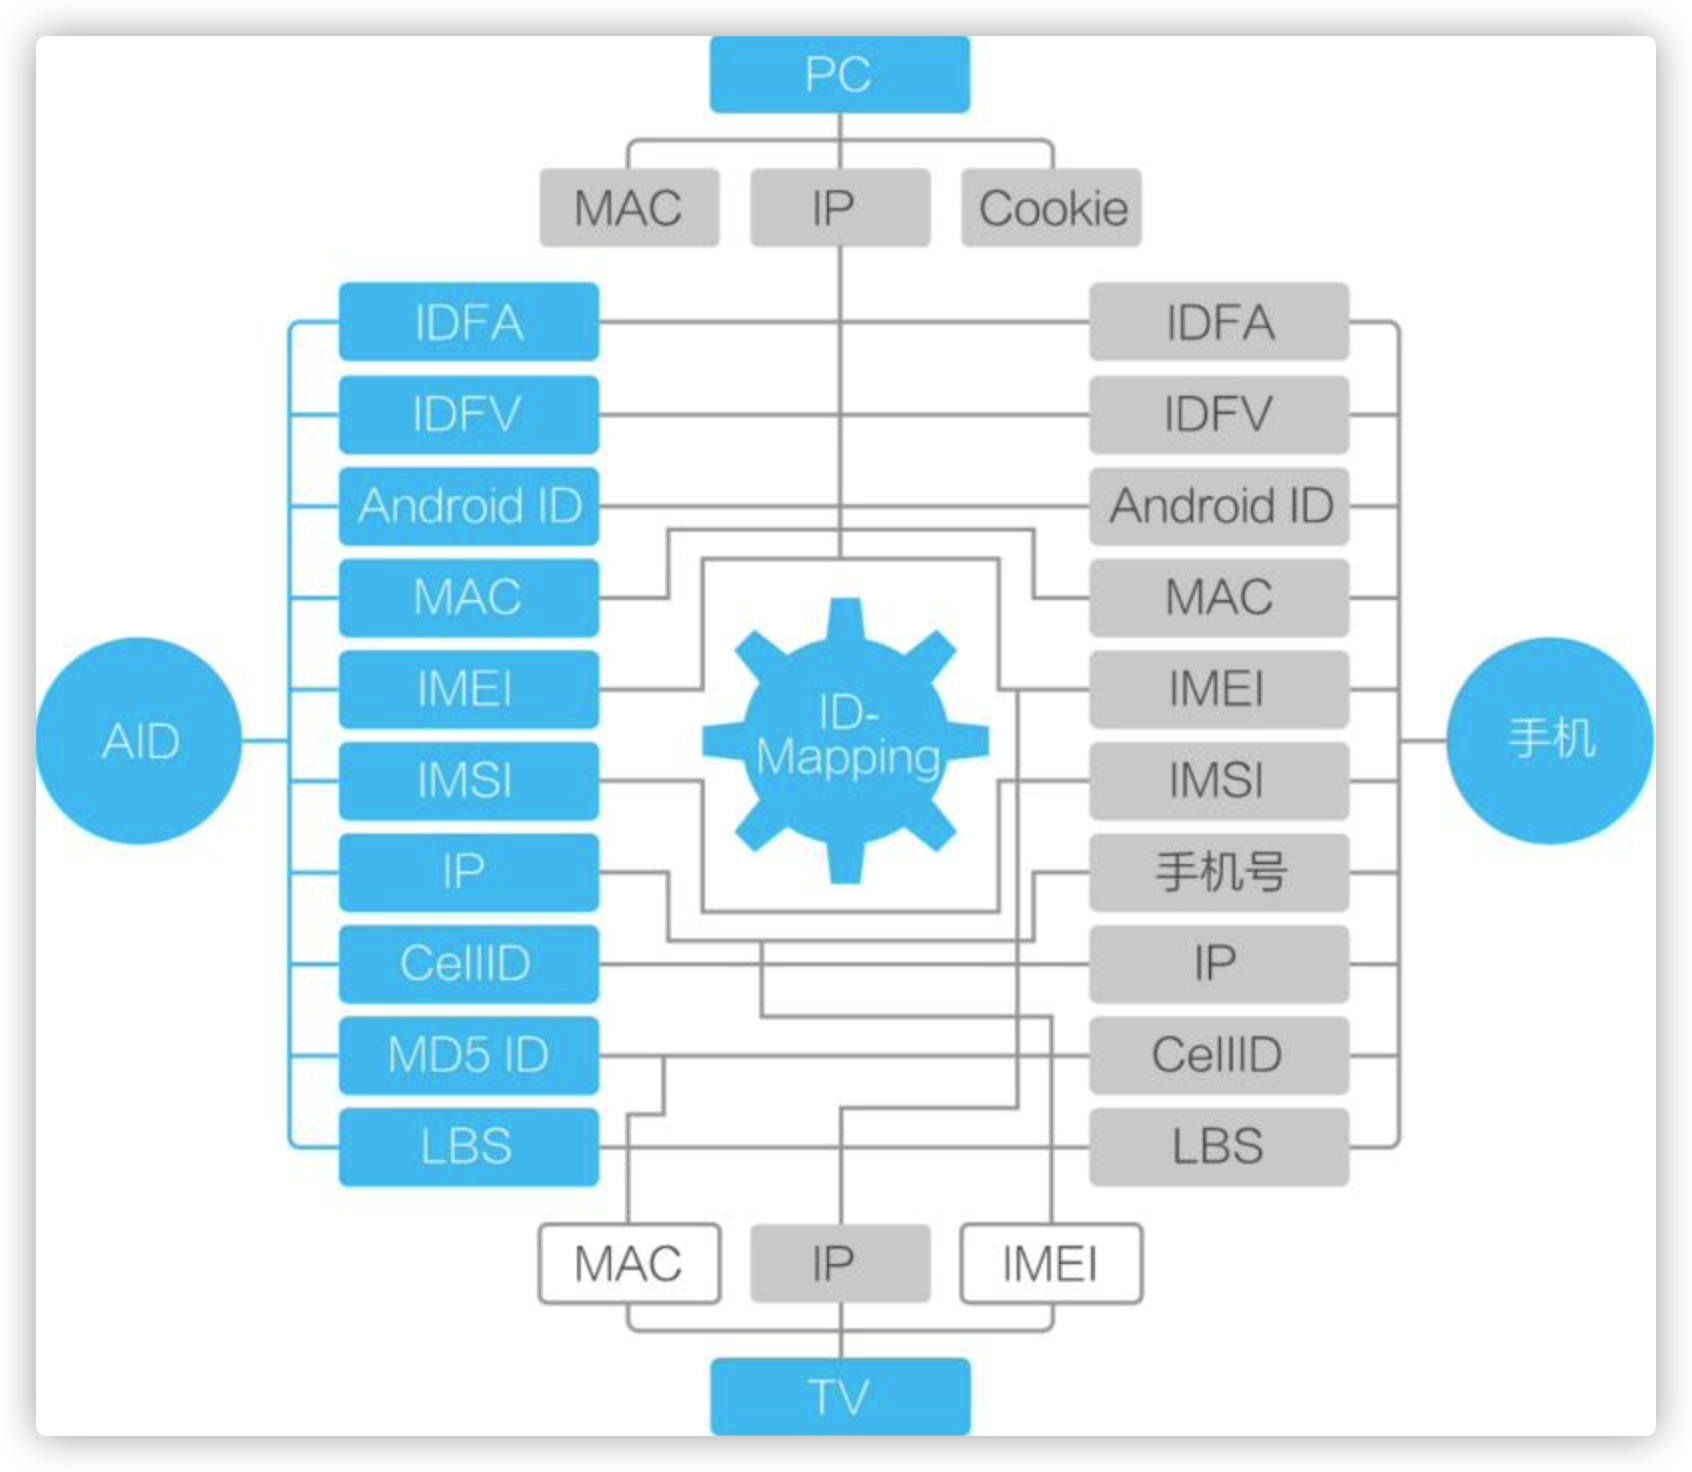 PC
MAC
IP
Cookie
IDFA
IDFA
IDFV
IDFV
Android ID
Android ID
MAC
MAC
IMEI
IMEI
AID
ID-
Mapping
手机
IMSI
IMSI
IP
手机号
CellID
IP
MD5 ID
CellID
LBS
LBS
MAC
IP
IMEI
TV